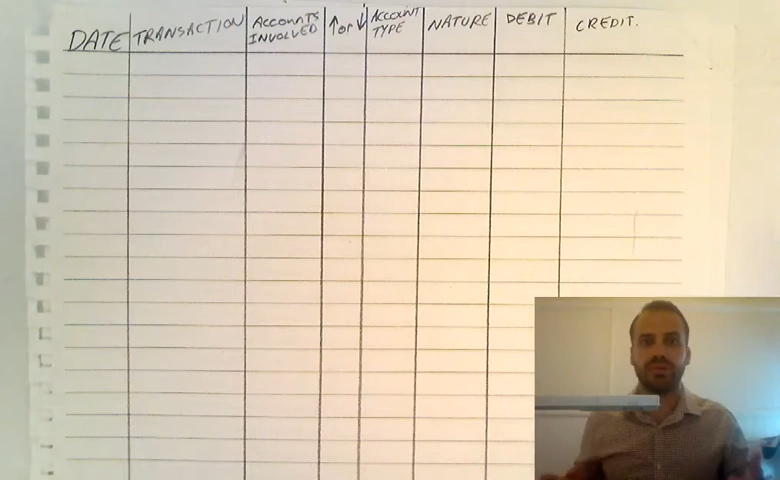 DATE
TRANSACTION
ACCOUNTS
INVOLVED
↑ or ↓
ACCOUNT
TYPE
NATURE
DEBIT
CREDIT.